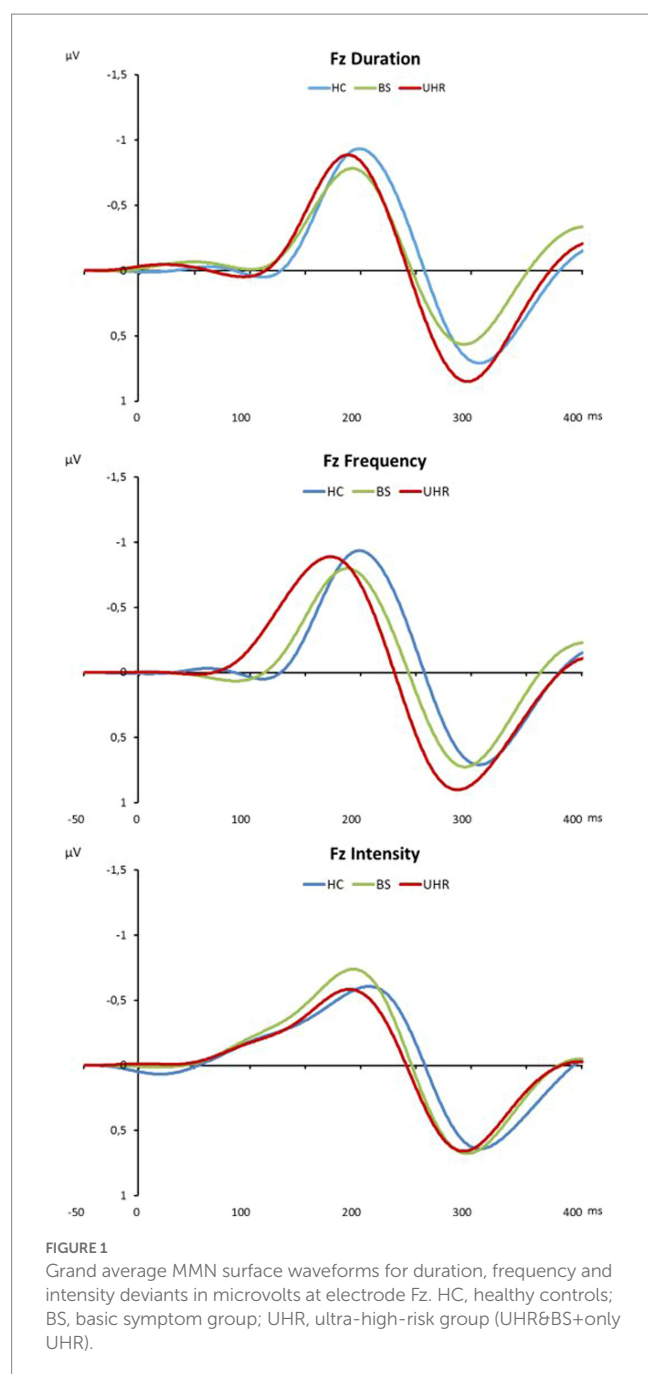 Fz Duration
µV
HC BS UHR
-1,5
-1
-0,5
0
0,5
1
0 100 200 300 400 ms
Fz Frequency
µV
HC BS UHR
-1,5
-1
-0,5
0
0,5
1
-50 0 100 200 300 400 ms
Fz Intensity
µV
HC BS UHR
-1,5
-1
-0,5
0
0,5
1
-50 0 100 200 300 400 ms
FIGURE 1
Grand average MMN surface waveforms for duration, frequency and
intensity deviants in microvolts at electrode Fz. HC, healthy controls;
BS, basic symptom group; UHR, ultra-high-risk group (UHR&BS+only
UHR).